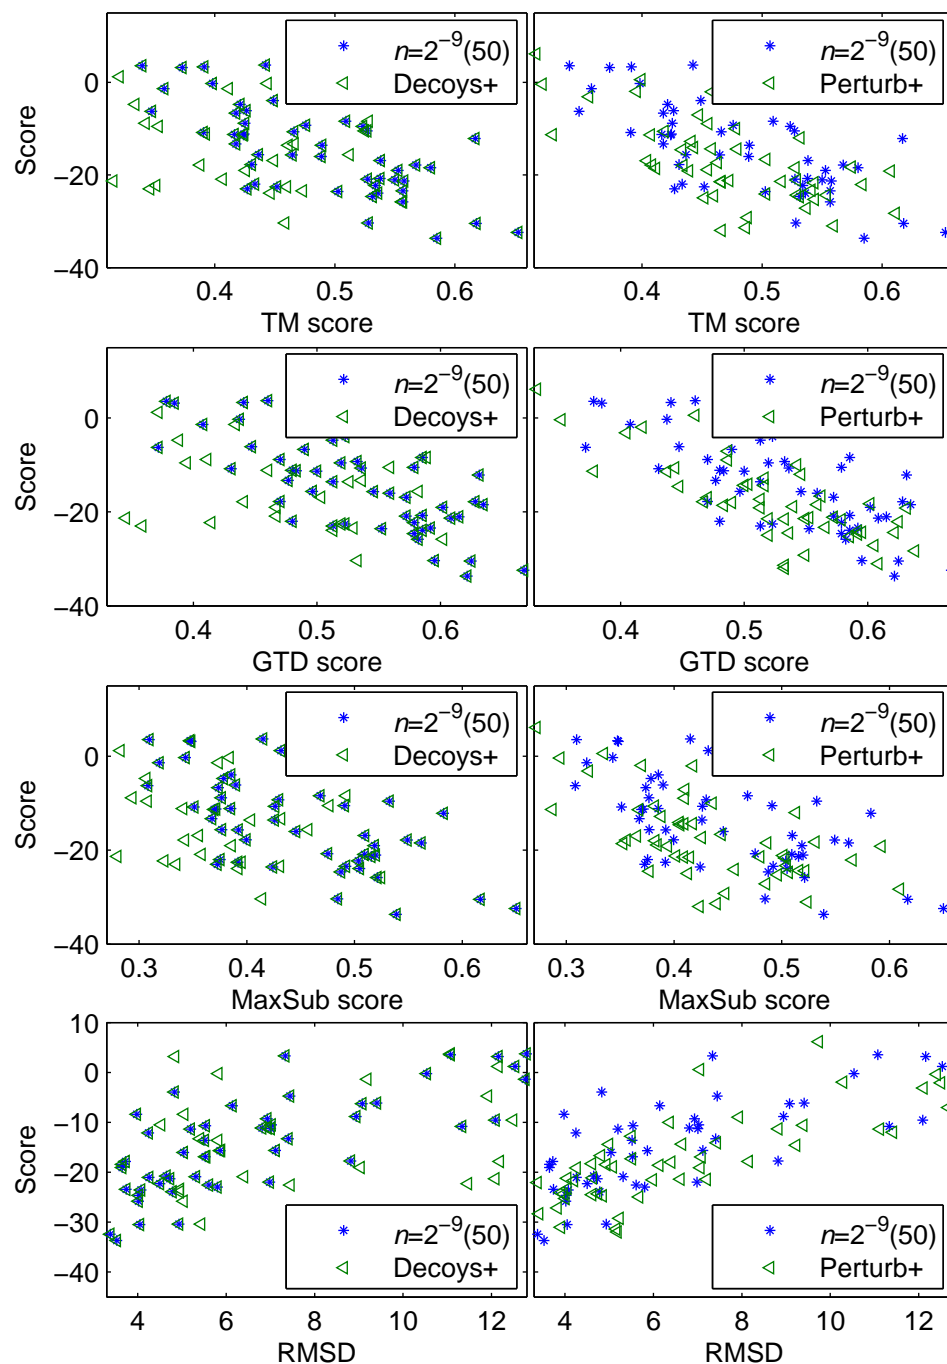 n=2^−9(50)
Decoys+
n=2^−9(50)
Perturb+
0
−20
−40
Score
0.4 0.5 0.6
0.4 0.5 0.6
TM score
TM score
n=2^−9(50)
Decoys+
n=2^−9(50)
Perturb+
0
−20
−40
Score
0.4 0.5 0.6
0.4 0.5 0.6
GTD score
GTD score
n=2^−9(50)
Decoys+
n=2^−9(50)
Perturb+
0
−20
−40
Score
0.3 0.4 0.5 0.6
0.3 0.4 0.5 0.6
MaxSub score
MaxSub score
10
0
−10
−20
−30
−40
Score
n=2^−9(50)
Decoys+
n=2^−9(50)
Perturb+
4 6 8 10 12
4 6 8 10 12
RMSD
RMSD